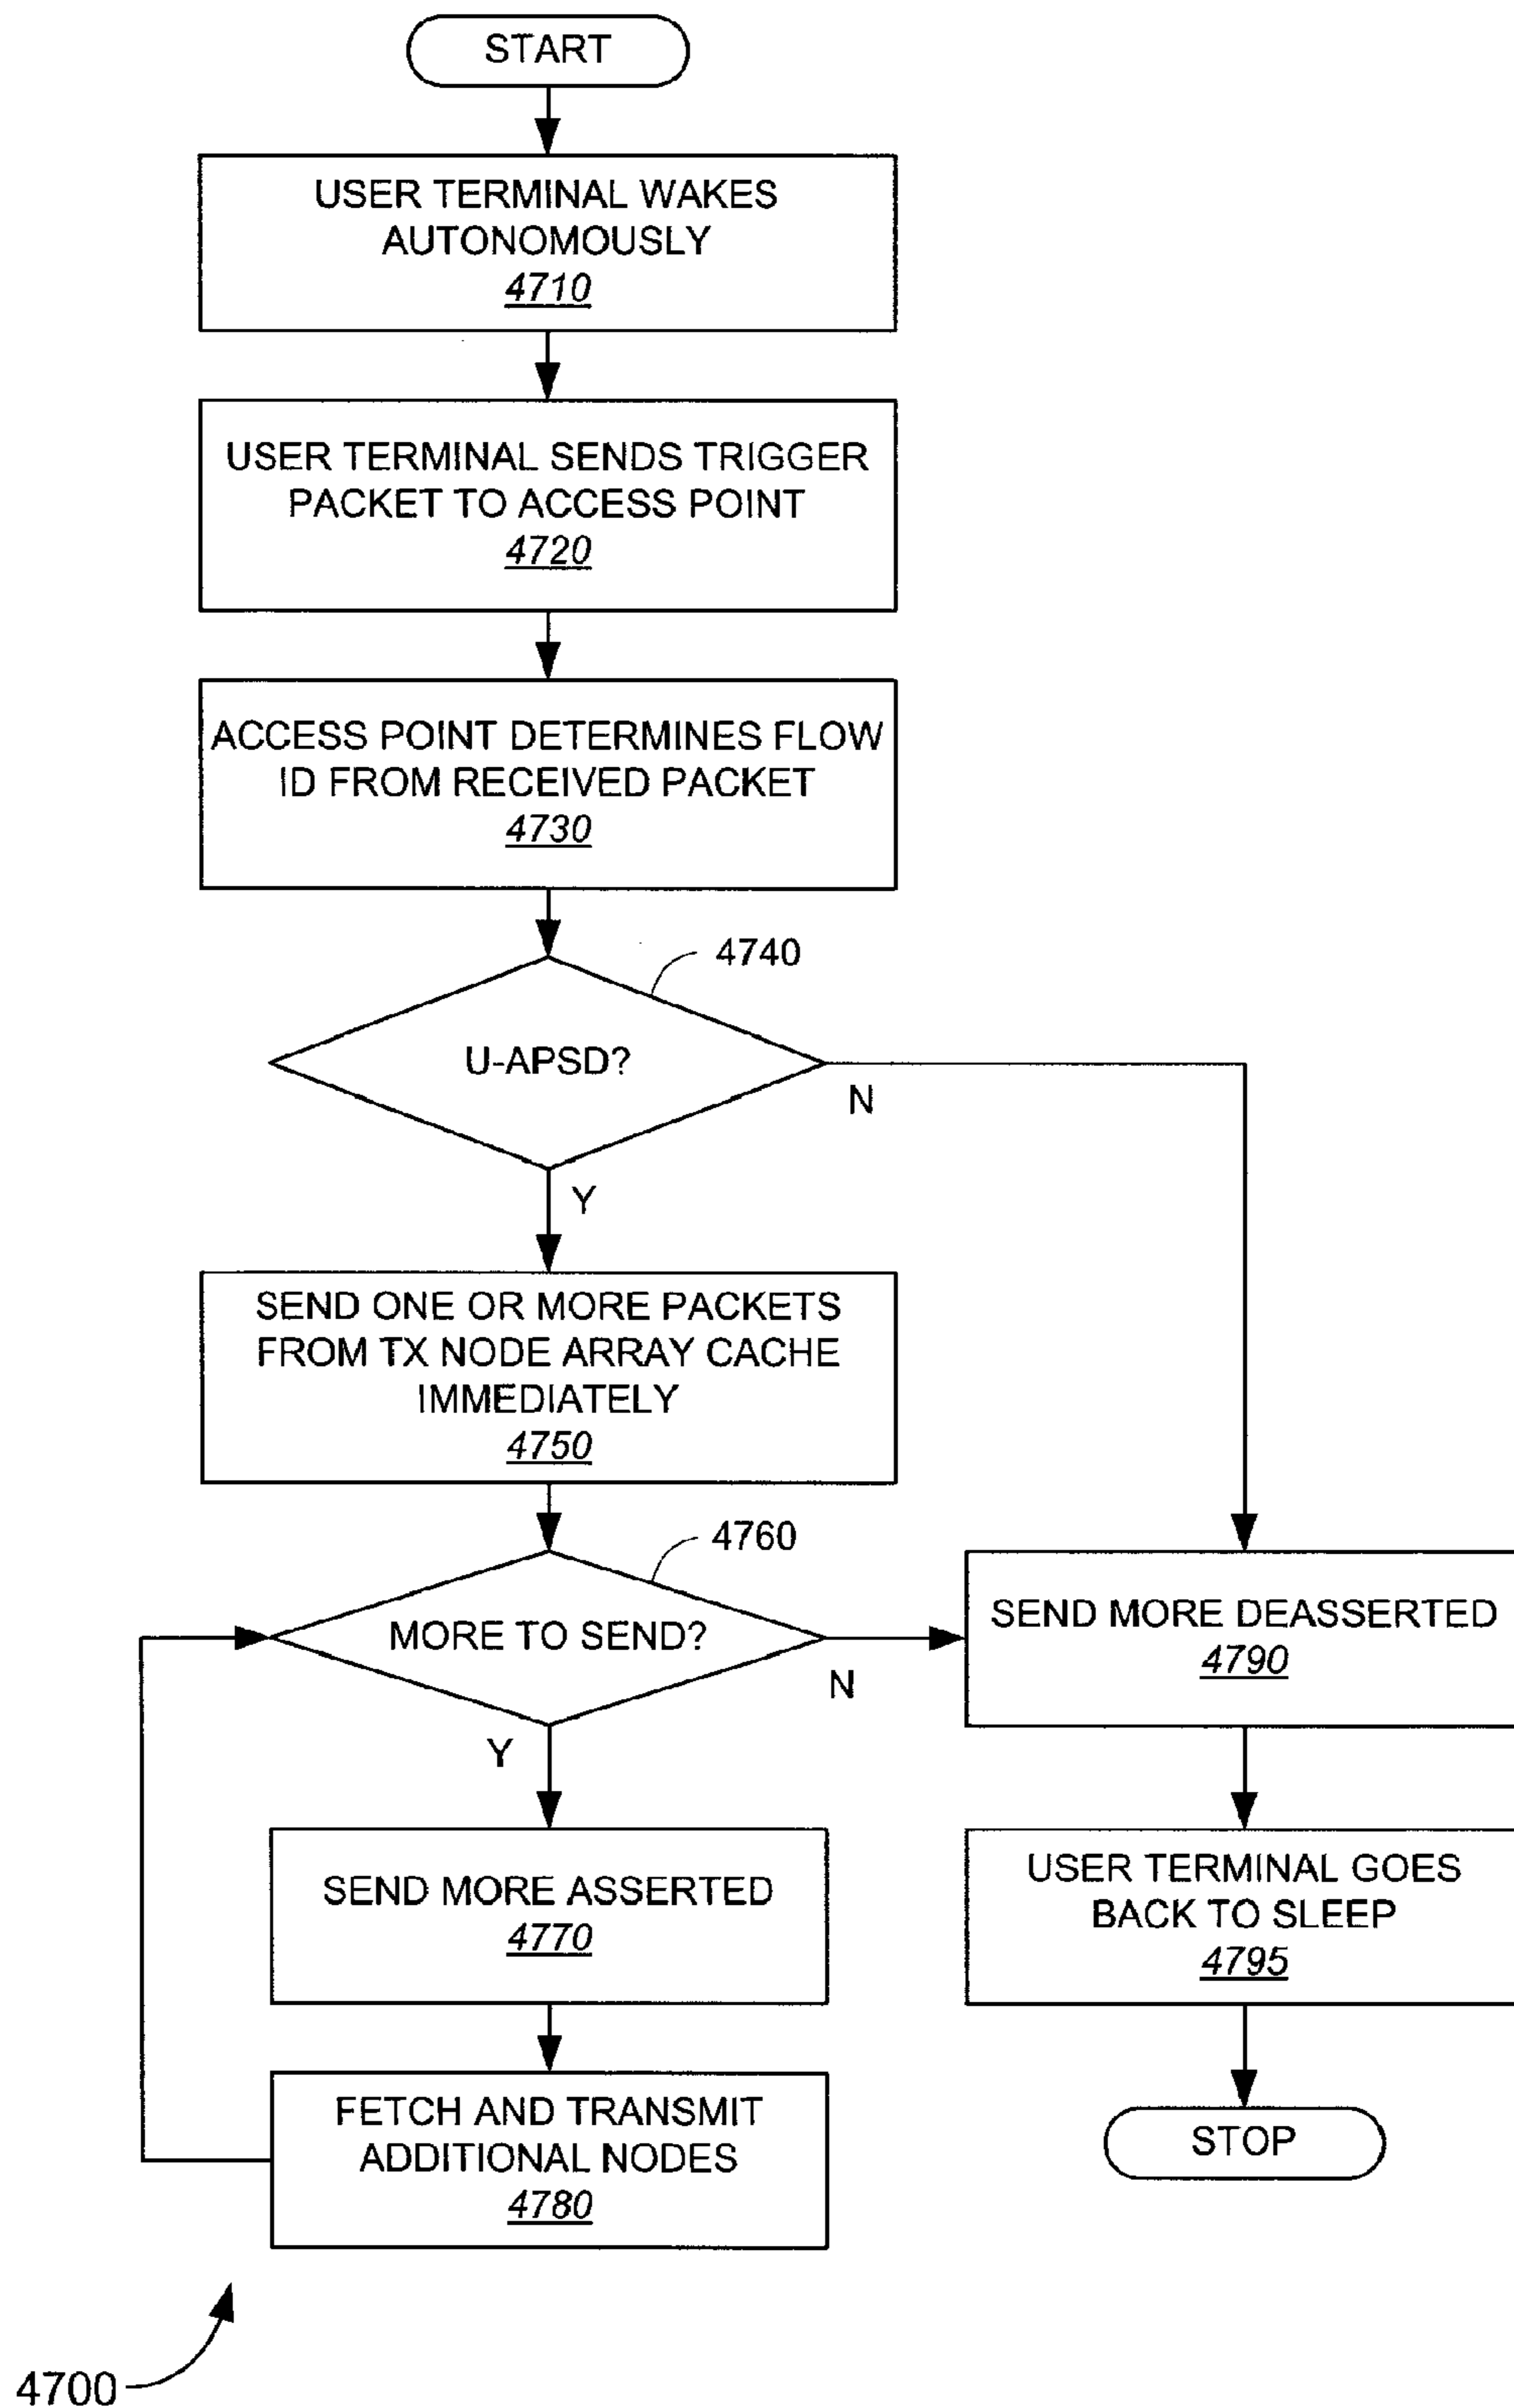 START
USER TERMINAL WAKES
AUTONOMOUSLY
4710
USER TERMINAL SENDS TRIGGER
PACKET TO ACCESS POINT
4720
ACCESS POINT DETERMINES FLOW
ID FROM RECEIVED PACKET
4730
4740
U-APSD?
N
Y
SEND ONE OR MORE PACKETS
FROM TX NODE ARRAY CACHE
IMMEDIATELY
4750
4760
MORE TO SEND?
N
Y
SEND MORE DEASSERTED
4790
SEND MORE ASSERTED
4770
USER TERMINAL GOES
BACK TO SLEEP
4795
FETCH AND TRANSMIT
ADDITIONAL NODES
4780
STOP
4700